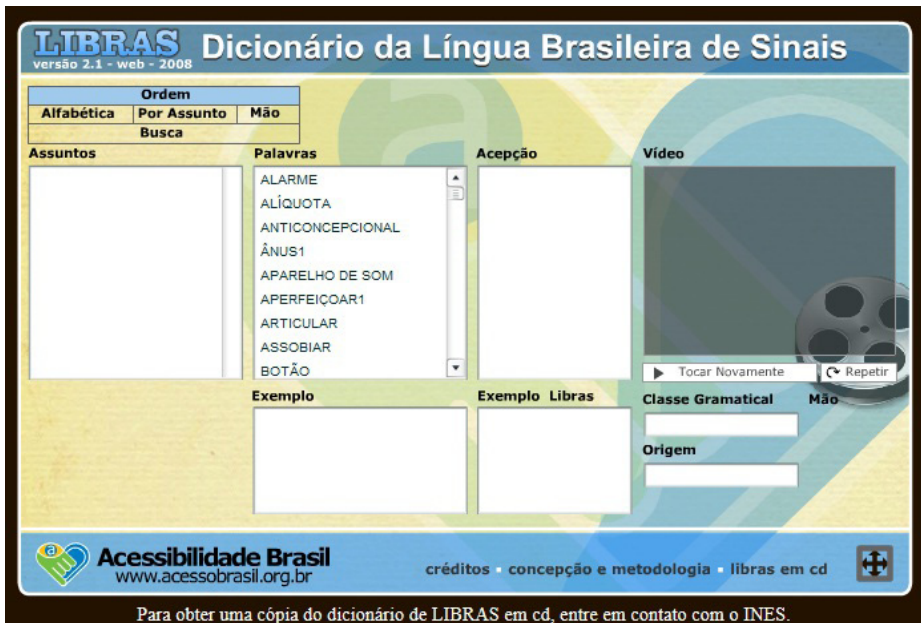 LIBRAS Dicionário da Língua Brasileira de Sinais
versão 2.1 - web - 2008
Ordem
Alfabética Por Assunto Mão
Busca
Assuntos Palavras Acepção Vídeo
ALARME
ALÍQUOTA
ANTICONCEPCIONAL
ÂNUS1
APARELHO DE SOM
APERFEIÇOAR1
ARTICULAR
ASSOBIAR
BOTÃO
Tocar Novamente Repetir
Exemplo Exemplo Libras Classe Gramatical Mão
Origem
a Acessibilidade Brasil
www.acessobrasil.org.br
créditos - concepção e metodologia - libras em cd
Para obter uma cópia do dicionário de LIBRAS em cd, entre em contato com o INES.